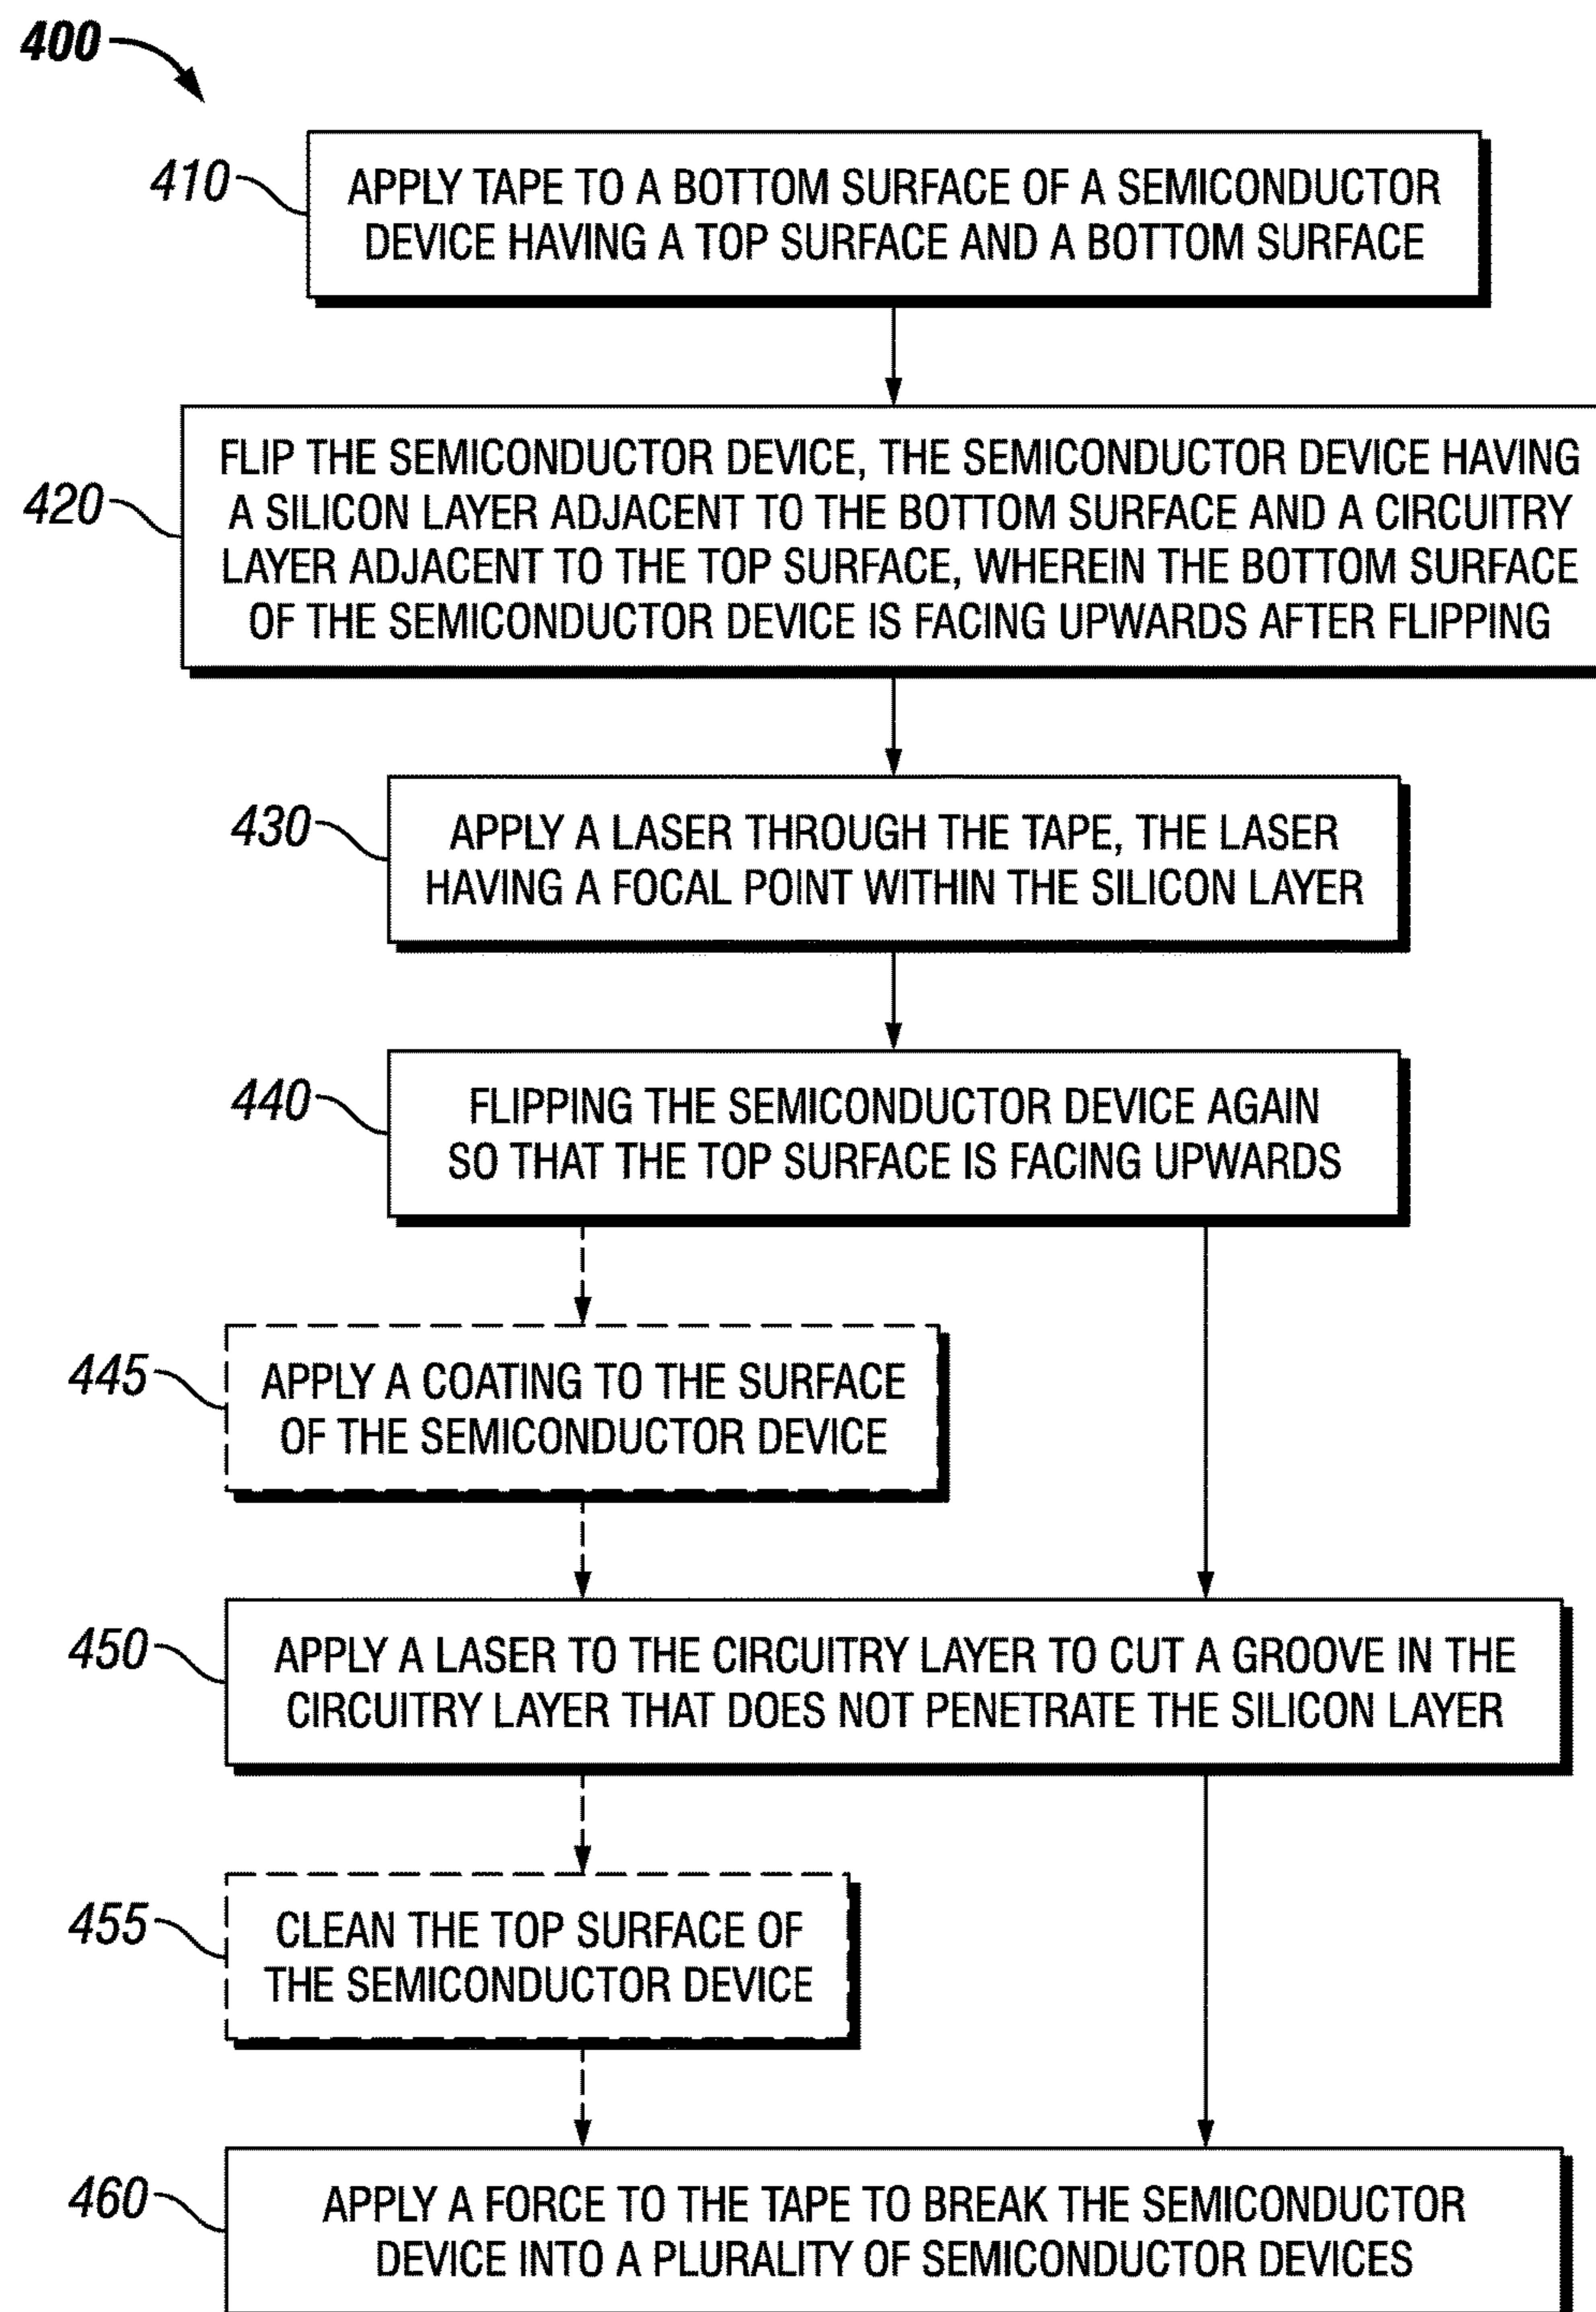 400
410
APPLY TAPE TO A BOTTOM SURFACE OF A SEMICONDUCTOR
DEVICE HAVING A TOP SURFACE AND A BOTTOM SURFACE
420
FLIP THE SEMICONDUCTOR DEVICE, THE SEMICONDUCTOR DEVICE HAVING
A SILICON LAYER ADJACENT TO THE BOTTOM SURFACE AND A CIRCUITRY
LAYER ADJACENT TO THE TOP SURFACE, WHEREIN THE BOTTOM SURFACE
OF THE SEMICONDUCTOR DEVICE IS FACING UPWARDS AFTER FLIPPING
430
APPLY A LASER THROUGH THE TAPE, THE LASER
HAVING A FOCAL POINT WITHIN THE SILICON LAYER
440
FLIPPING THE SEMICONDUCTOR DEVICE AGAIN
SO THAT THE TOP SURFACE IS FACING UPWARDS
445
APPLY A COATING TO THE SURFACE
OF THE SEMICONDUCTOR DEVICE
450
APPLY A LASER TO THE CIRCUITRY LAYER TO CUT A GROOVE IN THE
CIRCUITRY LAYER THAT DOES NOT PENETRATE THE SILICON LAYER
455
CLEAN THE TOP SURFACE OF
THE SEMICONDUCTOR DEVICE
460
APPLY A FORCE TO THE TAPE TO BREAK THE SEMICONDUCTOR
DEVICE INTO A PLURALITY OF SEMICONDUCTOR DEVICES